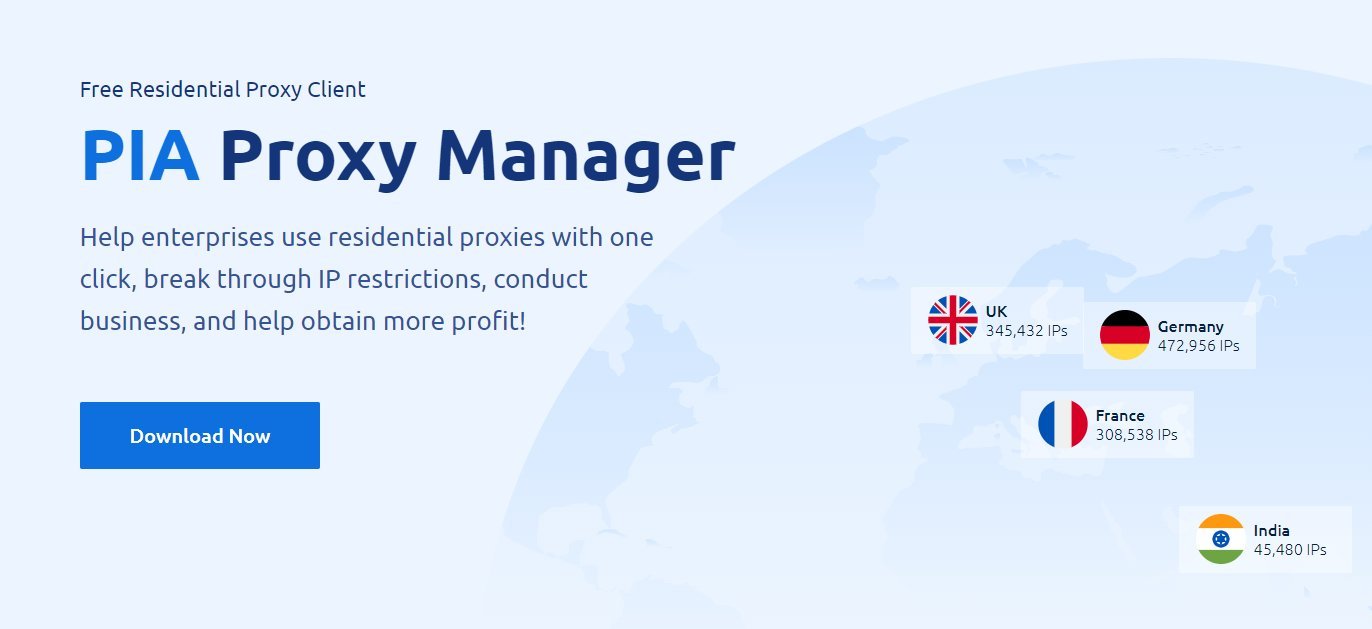 Free Residential Proxy Client
PIA Proxy Manager
Help enterprises use residential proxies with one
click, break through IP restrictions, conduct
business, and help obtain more profit!
Download Now
UK
345,432 IPs
Germany
472,956 IPs
France
308,538 IPs
India
45,480 IPs